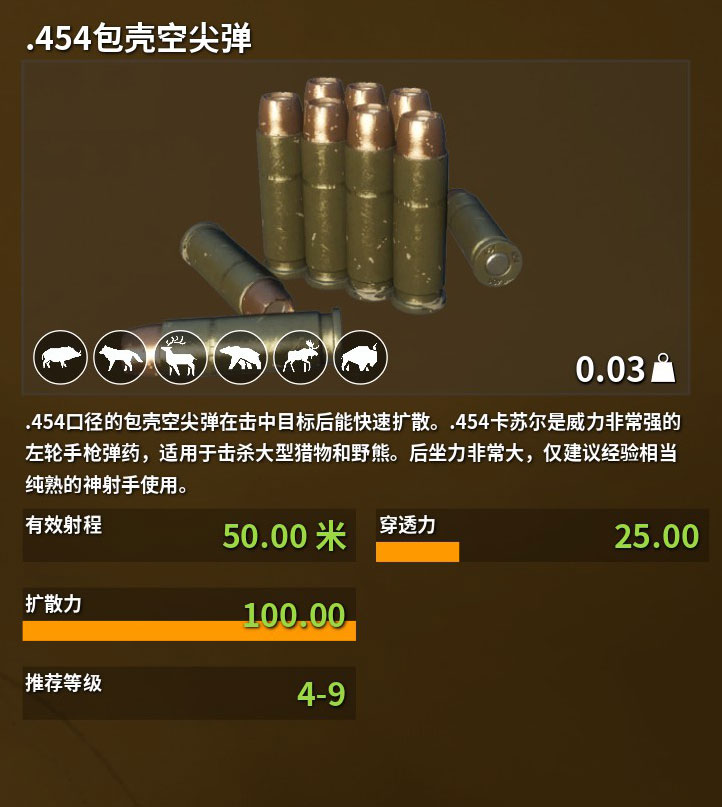 .454包壳空尖弹
0.03
.454口径的包壳空尖弹在击中目标后能快速扩散。.454卡苏尔是威力非常强的
左轮手枪弹药，适用于击杀大型猎物和野熊。后坐力非常大，仅建议经验相当
纯熟的神射手使用。
有效射程 50.00 米
穿透力 25.00
扩散力 100.00
推荐等级 4-9